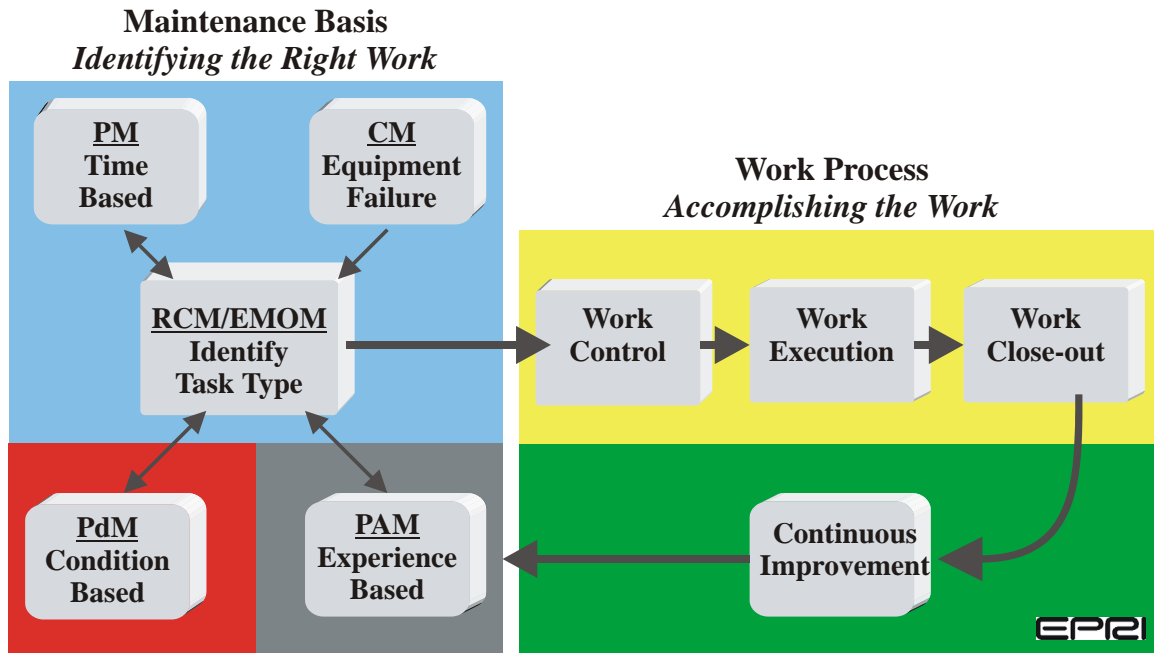 Maintenance Basis
Identifying the Right Work
PM
Time
Based
CM
Equipment
Failure
RCM/EMOM
Identify
Task Type
PdM
Condition
Based
PAM
Experience
Based
Work Process
Accomplishing the Work
Work
Control
Work
Execution
Work
Close-out
Continuous
Improvement
EPRI